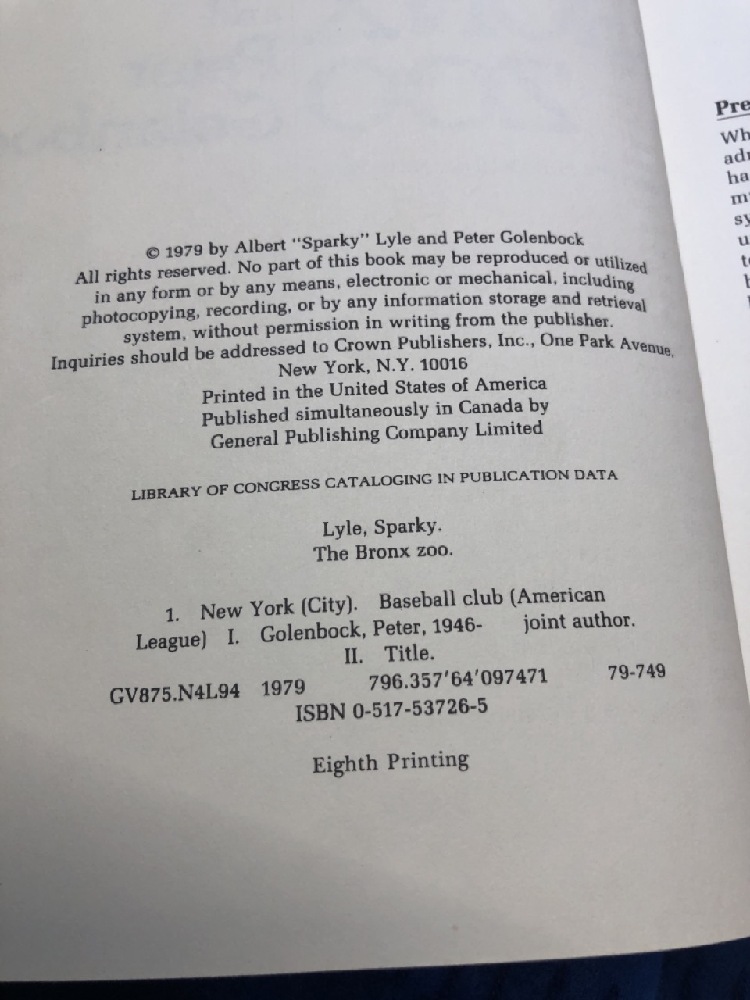 © 1979 by Albert "Sparky" Lyle and Peter Golenbock
All rights reserved. No part of this book may be reproduced or utilized
in any form or by any means, electronic or mechanical, including
photocopying, recording, or by any information storage and retrieval
system, without permission in writing from the publisher.
Inquiries should be addressed to Crown Publishers, Inc., One Park Avenue,
New York, N.Y. 10016
Printed in the United States of America
Published simultaneously in Canada by
General Publishing Company Limited
LIBRARY OF CONGRESS CATALOGING IN PUBLICATION DATA
Lyle, Sparky.
The Bronx zoo.
1. New York (City). Baseball club (American
League) I. Golenbock, Peter, 1946- joint author.
II. Title.
GV875.N4L94 1979 796.357'64'097471 79-749
ISBN 0-517-53726-5
Eighth Printing
Pre
Wh
adr
ha
sy